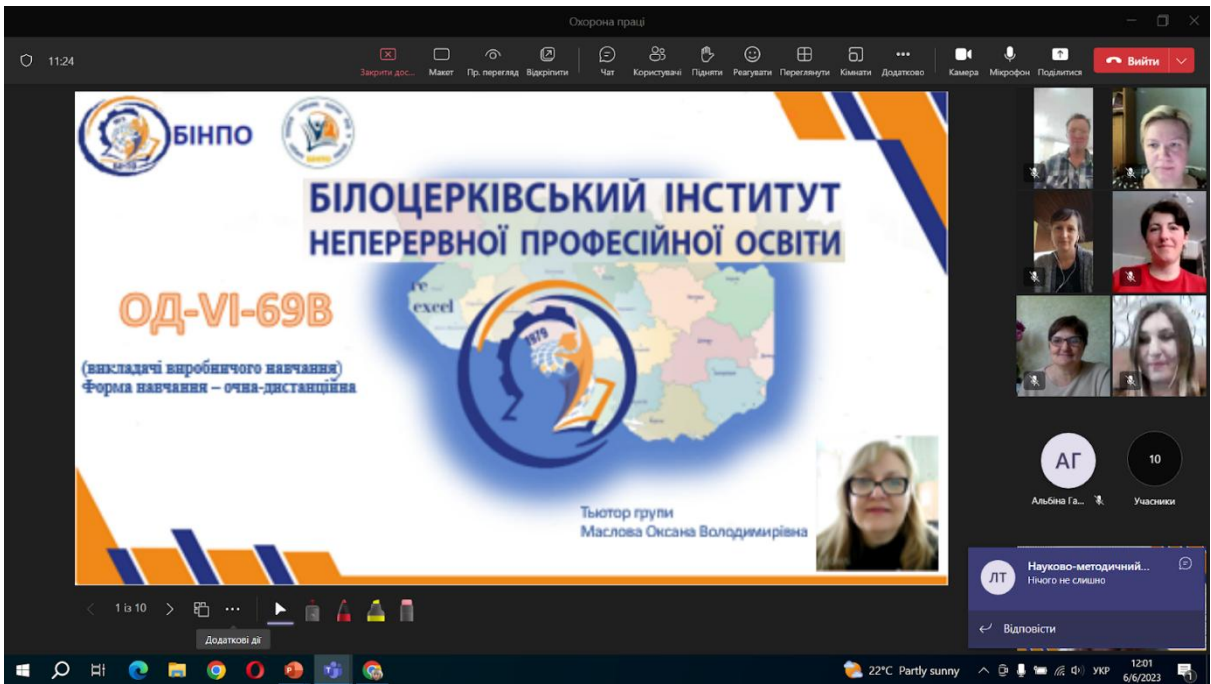 Охорона праці
11:24
Закрити дос...
Макет
Пр. перегляд
Відкріпити
Чат
Користувачі
Підняти
Реагувати
Переглянути
Кімнати
Додатково
Камера
Мікрофон
Поділитися
Вийти
БІНПО
БІЛОЦЕРКІВСЬКИЙ ІНСТИТУТ
НЕПЕРЕРВНОЇ ПРОФЕСІЙНОЇ ОСВІТИ
re
excel
1979
ОД-VI-69В
(викладачі виробничого навчання)
Форма навчання – очна-дистанційна
Тьютор групи
Маслова Оксана Володимирівна
АГ
Альбіна Га...
10
Учасники
ЛТ
Науково-методичний...
Нічого не слишно
Відповісти
1 із 10
Додаткові дії
22°C Partly sunny
УКР
12:01
6/6/2023